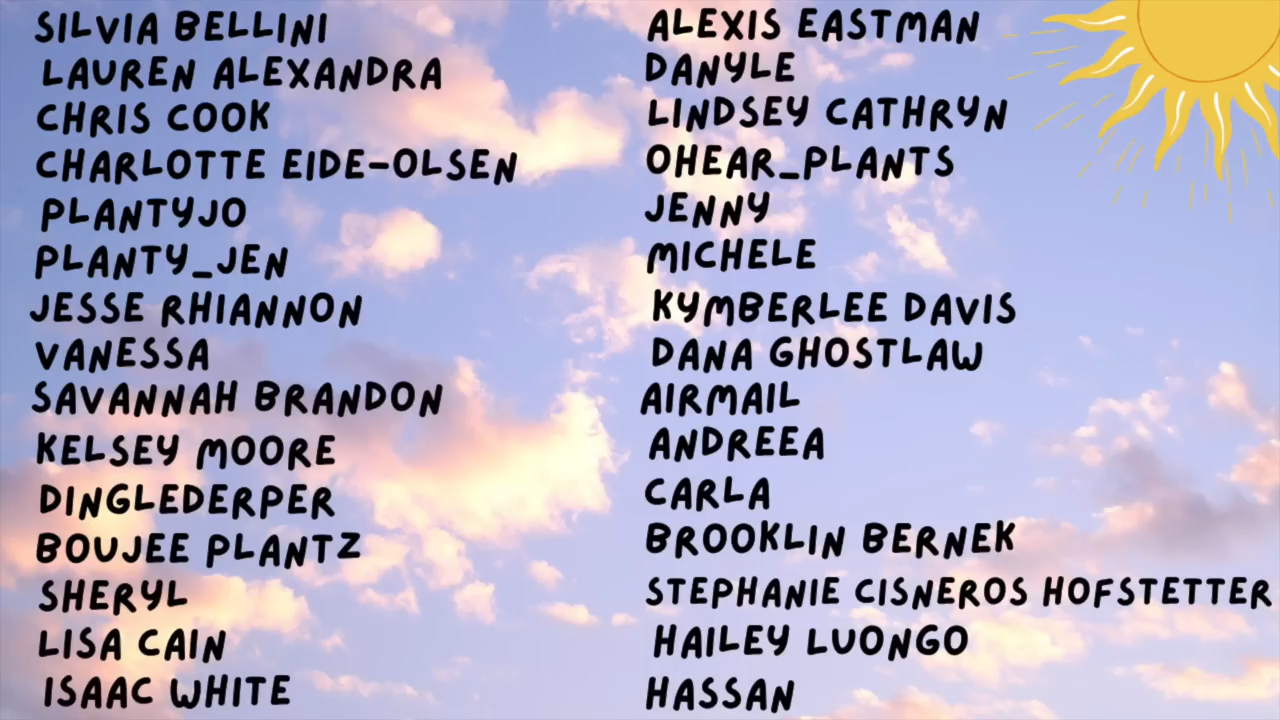 SILVIA BELLINI
LAUREN ALEXANDRA
CHRIS COOK
CHARLOTTE EIDE-OLSEN
PLANTYJO
PLANTY_JEN
JESSE RHIANNON
VANESSA
SAVANNAH BRANDON
KELSEY MOORE
DINGLEDERPER
BOUJEE PLANTZ
SHERYL
LISA CAIN
ISAAC WHITE
ALEXIS EASTMAN
DANYLE
LINDSEY CATHRYN
OHEAR_PLANTS
JENNY
MICHELE
KYMBERLEE DAVIS
DANA GHOSTLAW
AIRMAIL
ANDREEA
CARLA
BROOKLIN BERNEK
STEPHANIE CISNEROS HOFSTETTER
HAILEY LUONGO
HASSAN